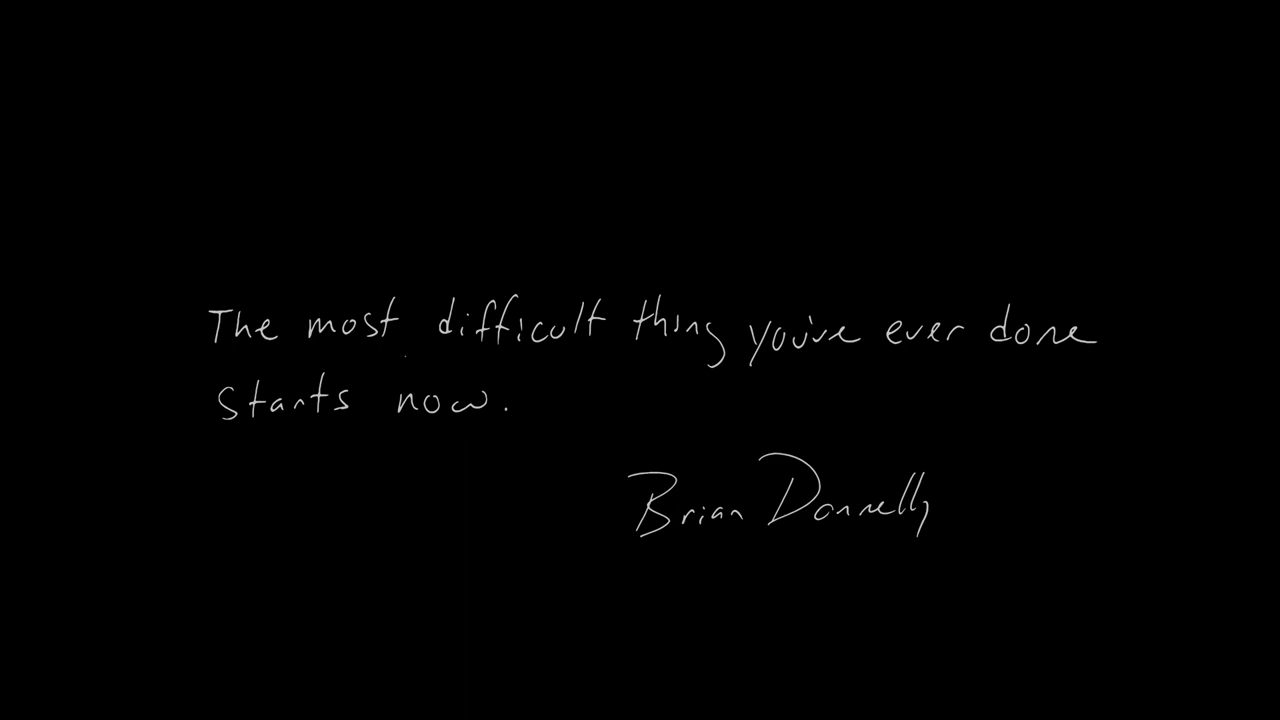 The most difficult thing you've ever done
starts now.
Brian Donnelly